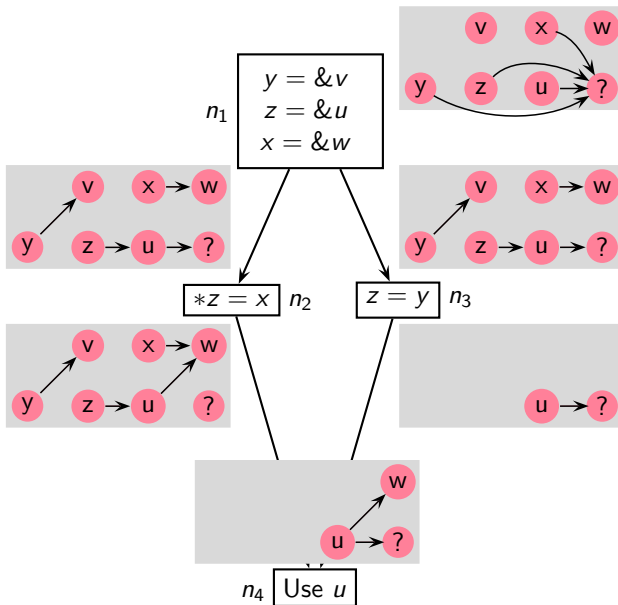 v x w
y z u ?
n1
y = &v
z = &u
x = &w
v x w
y z u ?
v x w
y z u ?
*z = x n2
z = y n3
v x w
y z u ?
u ?
w
u ?
n4 Use u